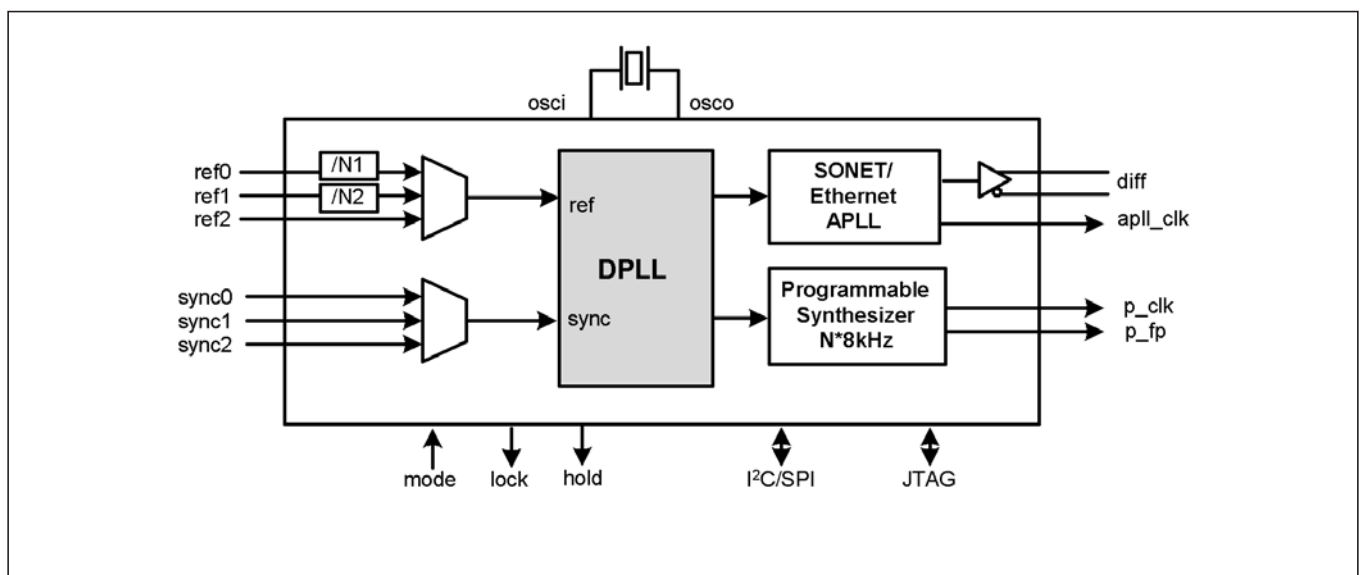 osci
osco
ref0
/N1
ref1
/N2
ref2
ref
sync0
sync1
sync2
sync
DPLL
SONET/
Ethernet
APLL
diff
apll_clk
Programmable
Synthesizer
N*8kHz
p_clk
p_fp
mode
lock
hold
I²C/SPI
JTAG